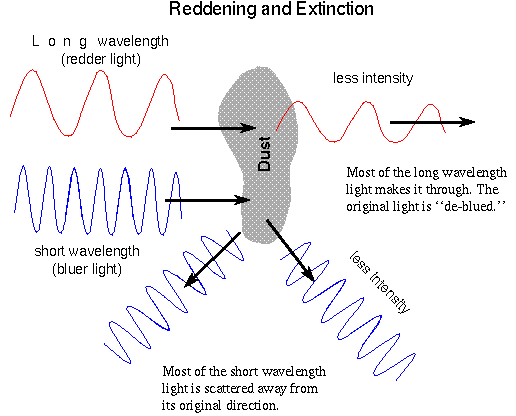 Reddening and Extinction
L o n g wavelength
(redder light)
less intensity
Dust
Most of the long wavelength
light makes it through. The
original light is ‘‘de-blued.’’
short wavelength
(bluer light)
less intensity
Most of the short wavelength
light is scattered away from
its original direction.